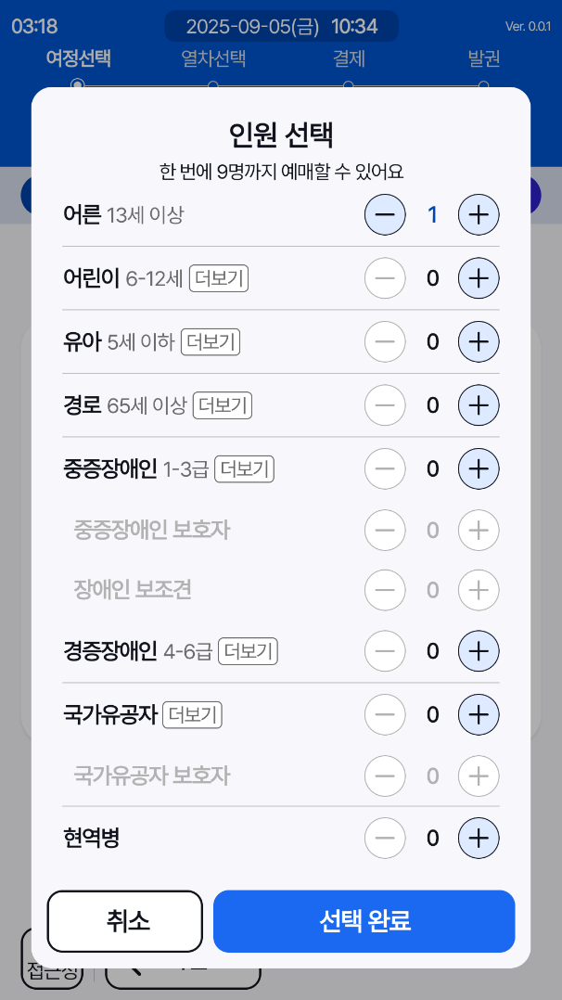 03:18 2025-09-05(금) 10:34 Ver. 0.0.1
여정선택 열차선택 결제 발권
인원 선택
한 번에 9명까지 예매할 수 있어요
어른 13세 이상 1
어린이 6-12세 더보기 0
유아 5세 이하 더보기 0
경로 65세 이상 더보기 0
중증장애인 1-3급 더보기 0
중증장애인 보호자 0
장애인 보조견 0
경증장애인 4-6급 더보기 0
국가유공자 더보기 0
국가유공자 보호자 0
현역병 0
취소 선택 완료